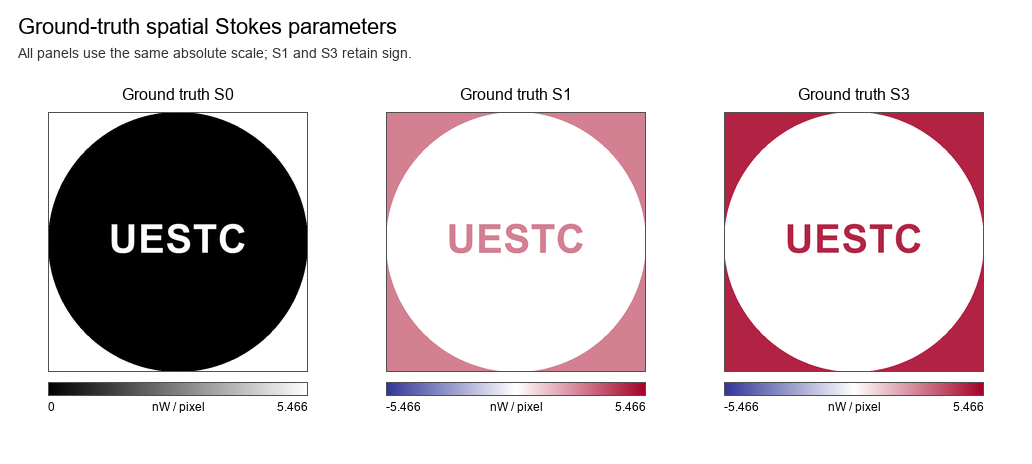 Ground-truth spatial Stokes parameters
All panels use the same absolute scale; S1 and S3 retain sign.
Ground truth S0
Ground truth S1
Ground truth S3
UESTC
UESTC
UESTC
0 nW / pixel 5.466
-5.466 nW / pixel 5.466
-5.466 nW / pixel 5.466